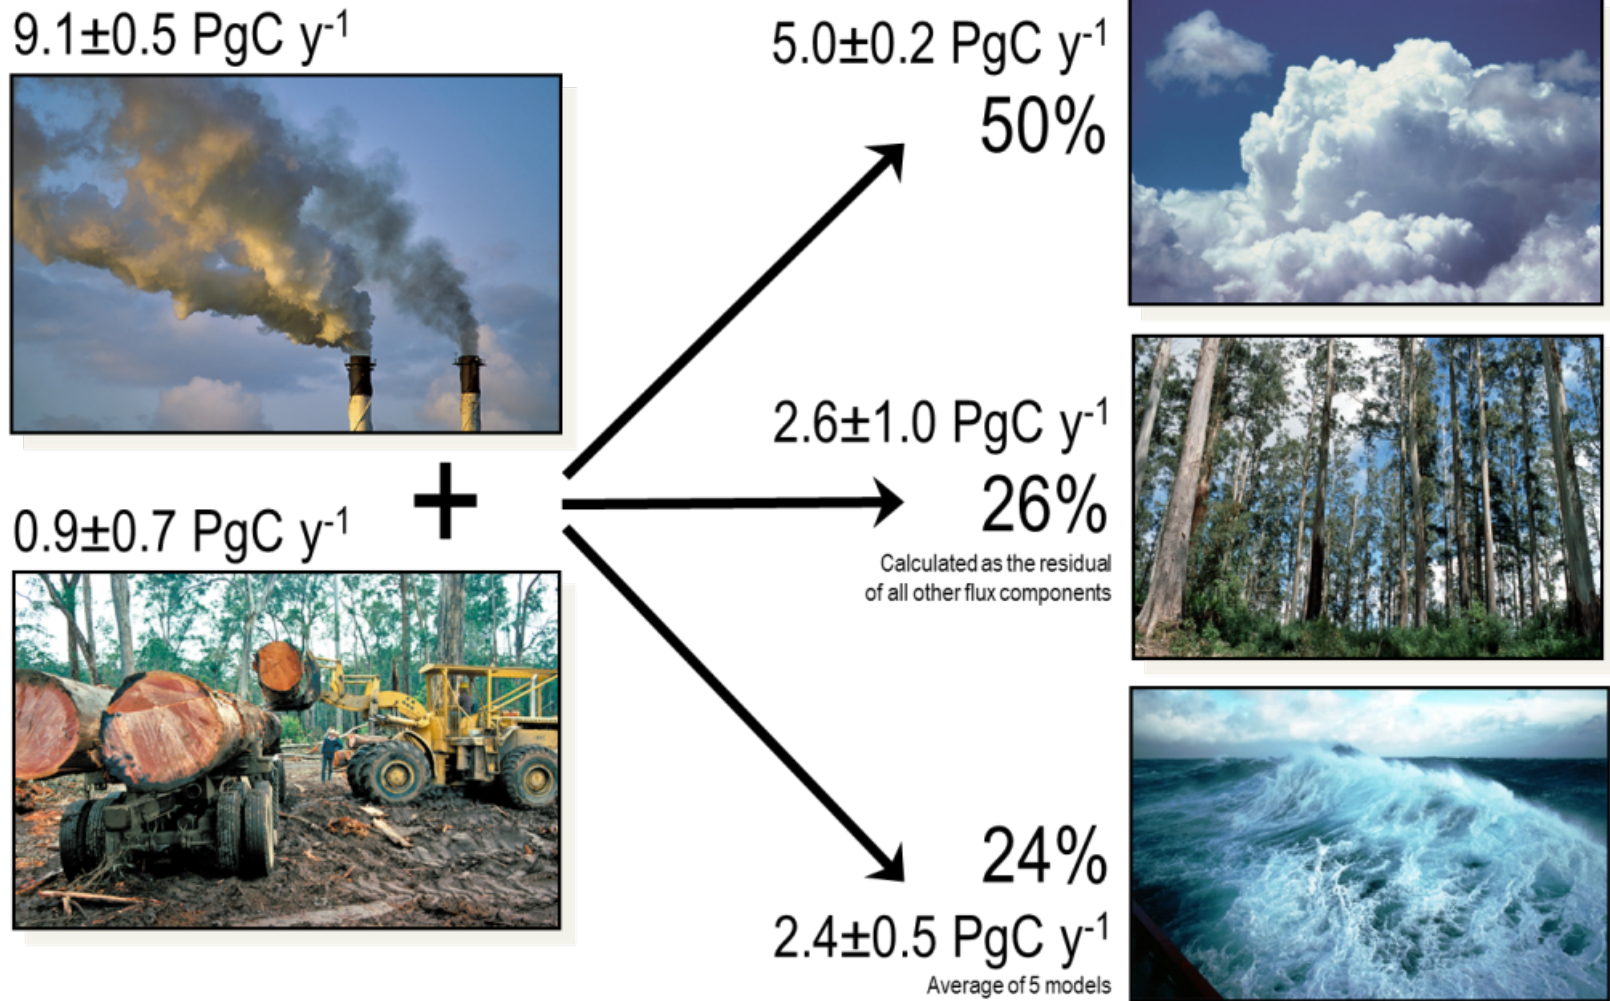 9.1±0.5 PgC y-1
5.0±0.2 PgC y-1
50%
+
0.9±0.7 PgC y-1
2.6±1.0 PgC y-1
26%
Calculated as the residual
of all other flux components
24%
2.4±0.5 PgC y-1
Average of 5 models